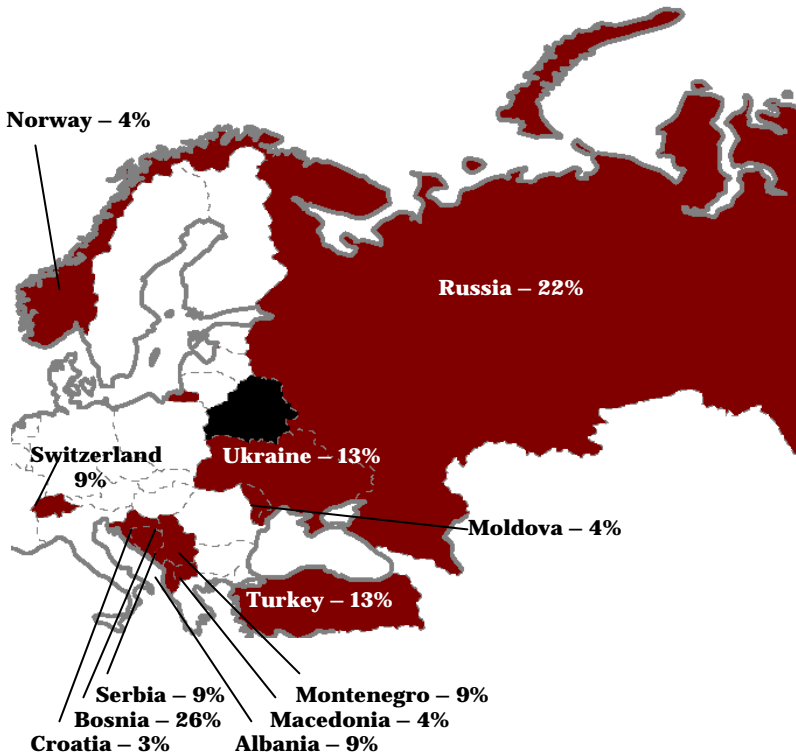 Norway – 4%
Russia – 22%
Switzerland
9%
Ukraine – 13%
Moldova – 4%
Turkey – 13%
Serbia – 9%
Montenegro – 9%
Bosnia – 26%
Macedonia – 4%
Croatia – 3%
Albania – 9%